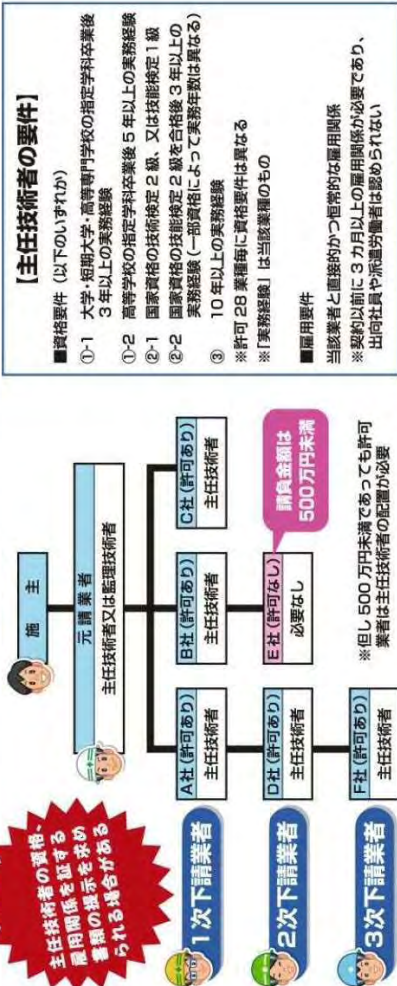 主任技術者の資格、
雇用関係を証する
書類の提示を求め
られる場合がある
施 主
元 請 業 者
主任技術者又は監理技術者
1次下請業者
A社(許可あり)
主任技術者
B社(許可あり)
主任技術者
C社(許可あり)
主任技術者
2次下請業者
D社(許可あり)
主任技術者
E社(許可なし)
必要なし
請負金額は
500万円未満
3次下請業者
F社(許可あり)
主任技術者
※但し500万円未満であっても許可
業者は主任技術者の配置が必要
【主任技術者の要件】
■資格要件(以下のいずれか)
①-1 大学・短期大学・高等専門学校の指定学科卒業後
3年以上の実務経験
①-2 高等学校の指定学科卒業後5年以上の実務経験
②-1 国家資格の技術検定2級、又は技能検定1級
②-2 国家資格の技能検定2級を合格後3年以上の
実務経験(一部資格によって実務年数は異なる)
③ 10年以上の実務経験
※許可28業種毎に資格要件は異なる
※「実務経験」は当該業種のもの
■雇用要件
当該業者と直接的かつ恒常的な雇用関係
※契約以前に3カ月以上の雇用関係が必要であり、
出向社員や派遣労働者は認められない